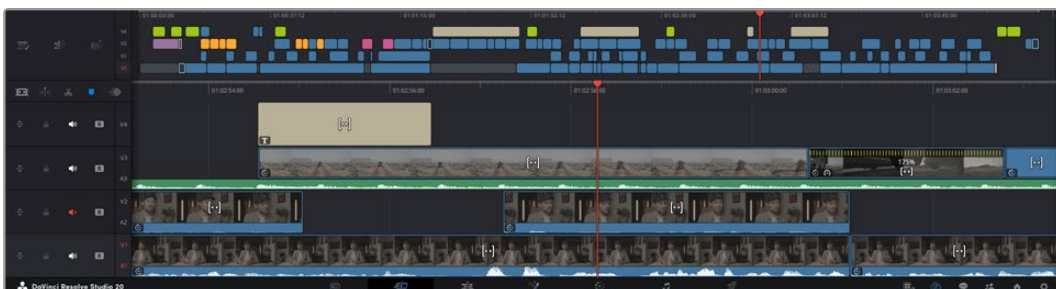 01:00:00:00 01:00:37:12 01:01:15:00 01:01:52:12 01:02:30:00 01:03:07:12 01:03:45:00
V4
V3
V2
V1
01:02:54:00 01:02:56:00 01:02:58:00 01:03:00:00 01:03:02:00
V4
T
V3
175%
A3
V2
A2
V1
A1
DaVinci Resolve Studio 20